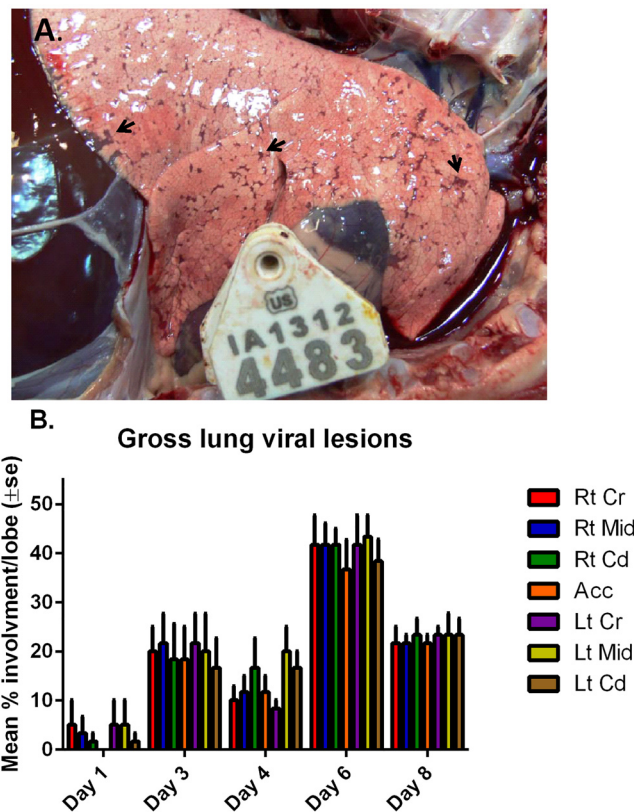 A.
US
IA1312
4483
B.
Gross lung viral lesions
Mean % involvment/lobe (±se)
50
40
30
20
10
0
Day 1
Day 3
Day 4
Day 6
Day 8
Rt Cr
Rt Mid
Rt Cd
Acc
Lt Cr
Lt Mid
Lt Cd